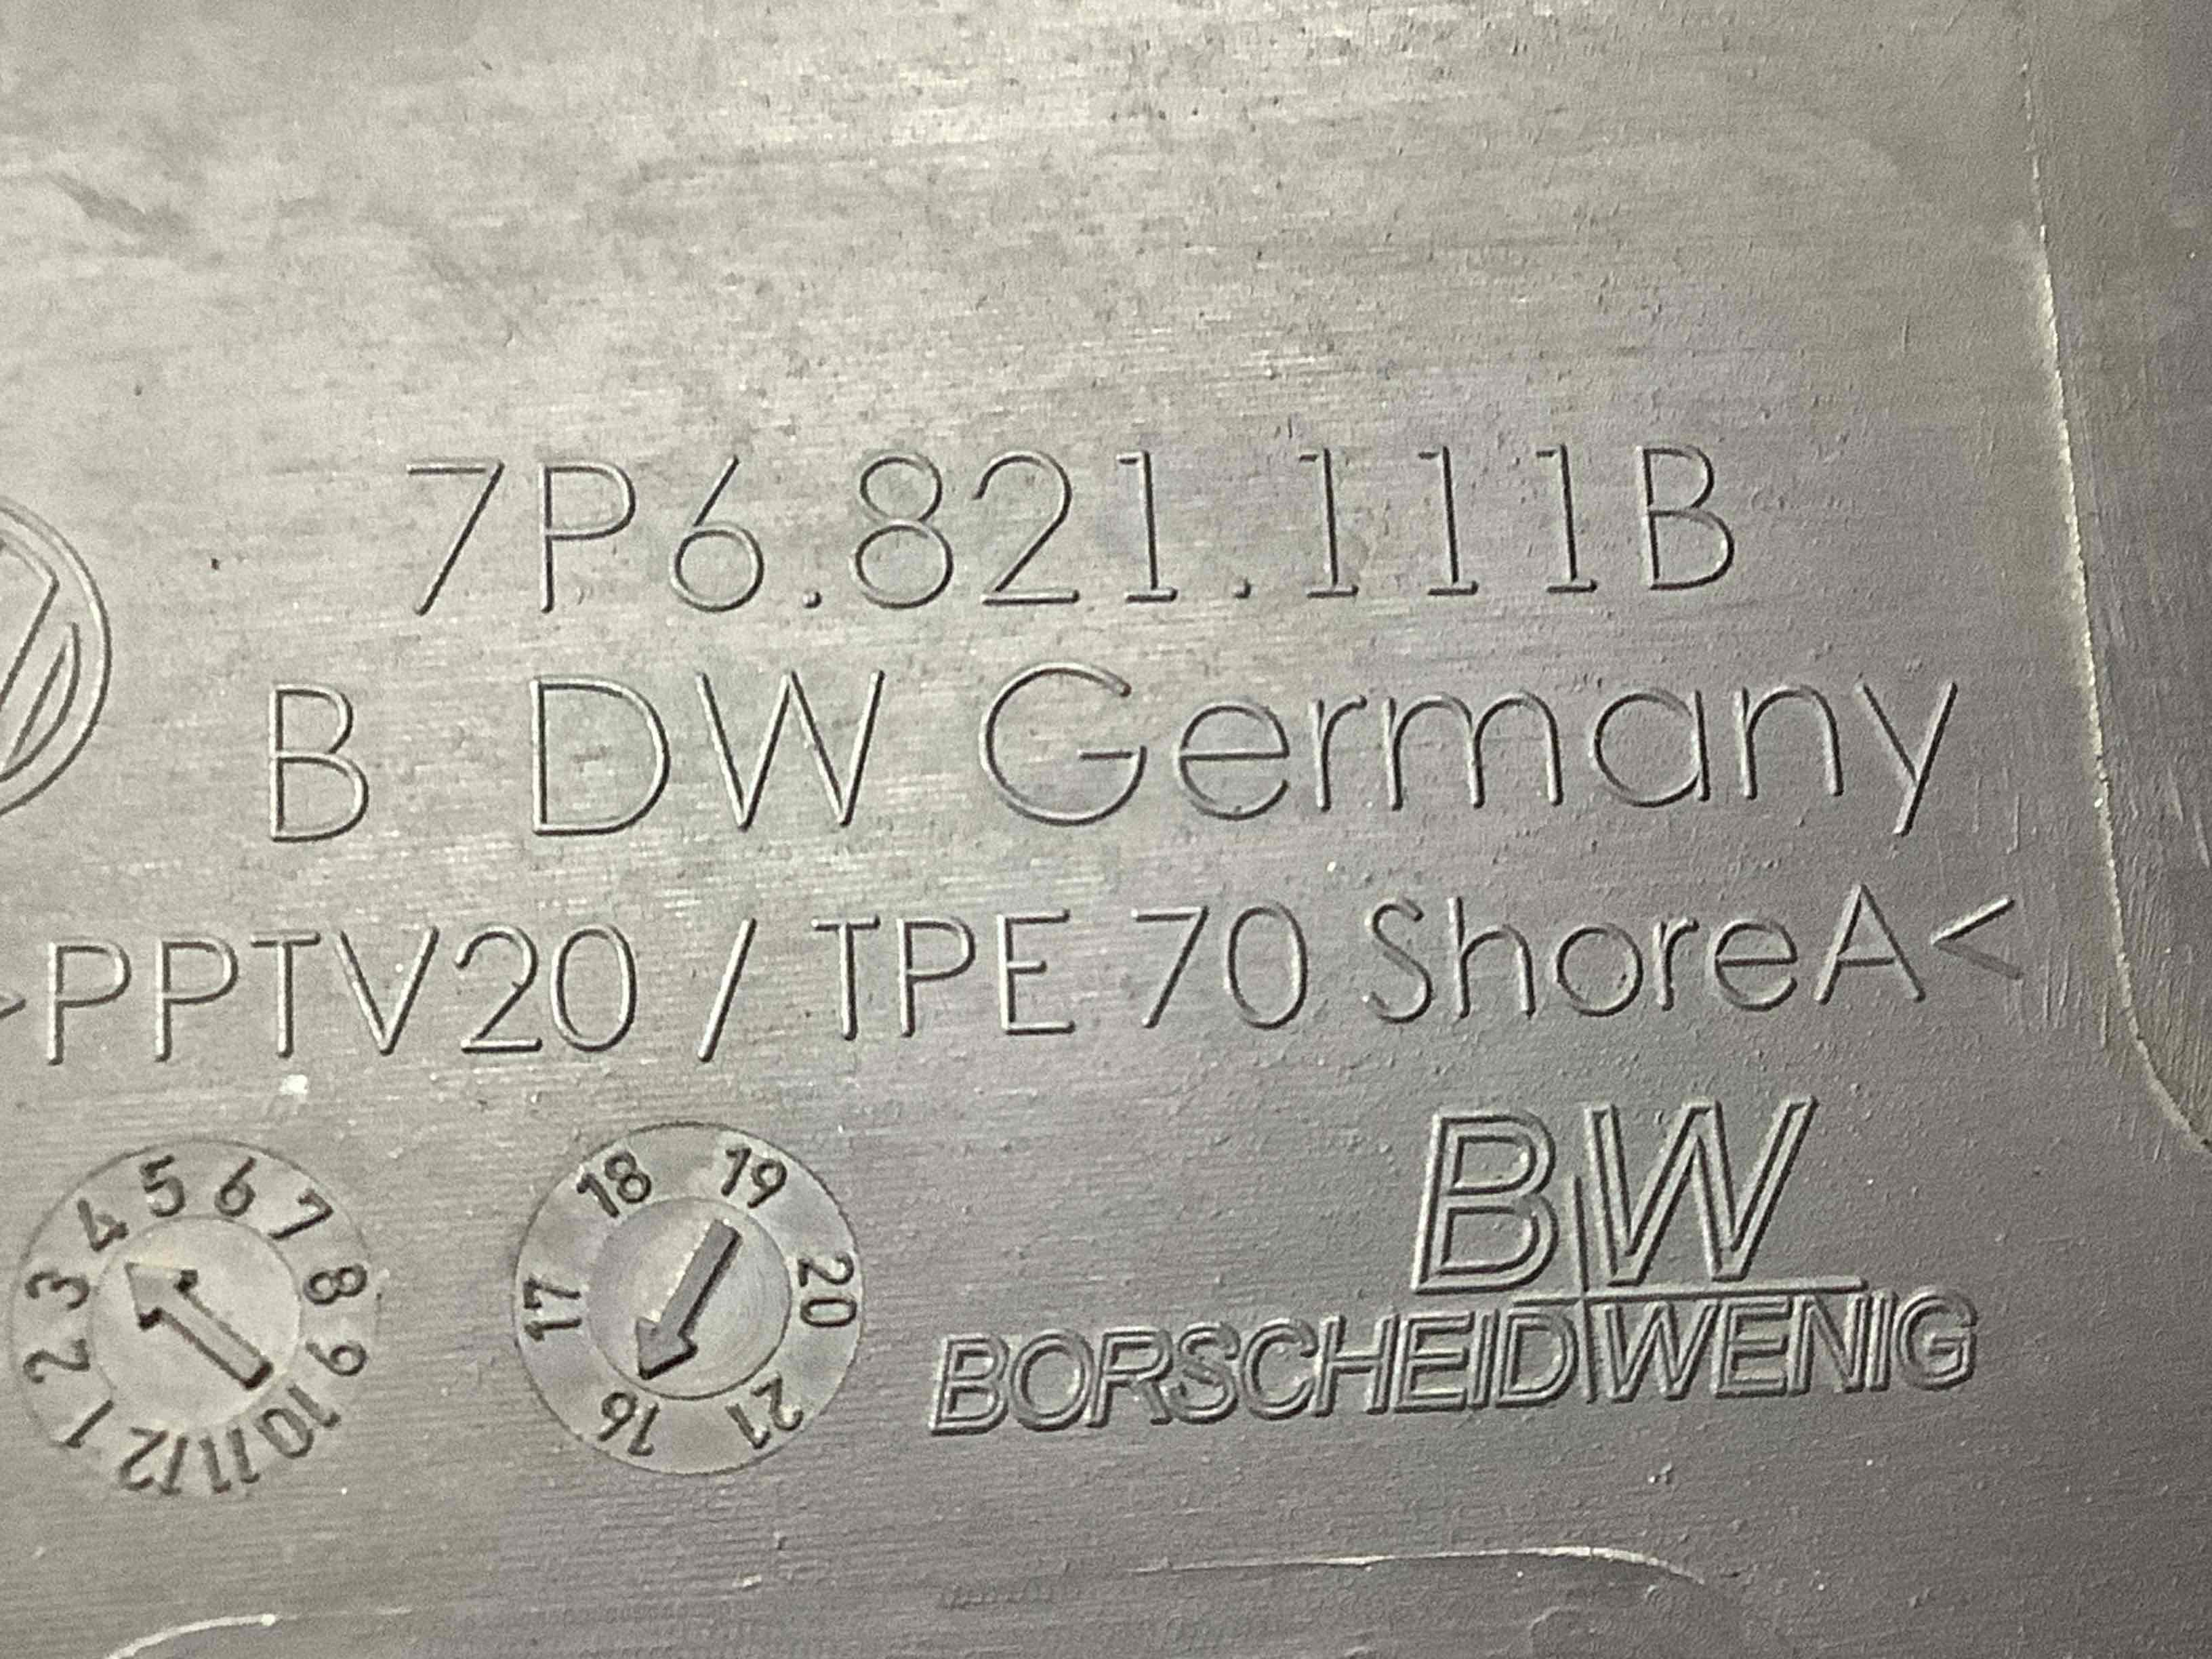 7P6.821.111B
B DW Germany
>PPTV20 / TPE 70 ShoreA<
1 2 3 4 5 6 7 8 9 10 11 12
16 17 18 19 20 21
BW
BORSCHEID WENIG